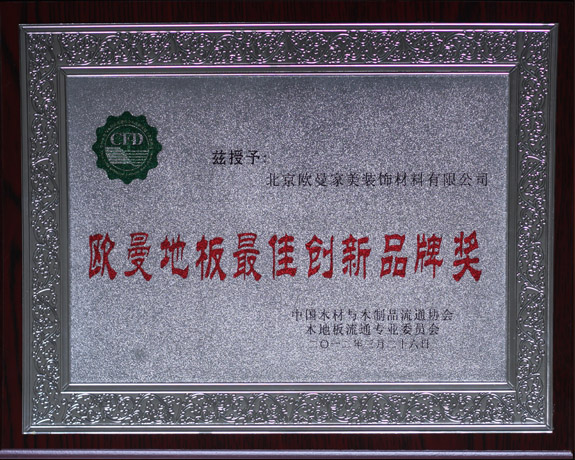 CFD
兹授予:
北京欧曼家美装饰材料有限公司
欧曼地板最佳创新品牌奖
中国木材与木制品流通协会
木地板流通专业委员会
二〇一二年三月二十六日